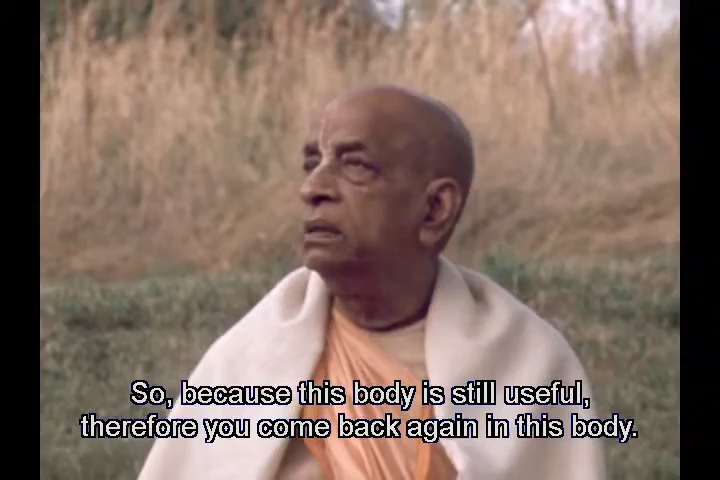 So, because this body is still useful,
therefore you come back again in this body.